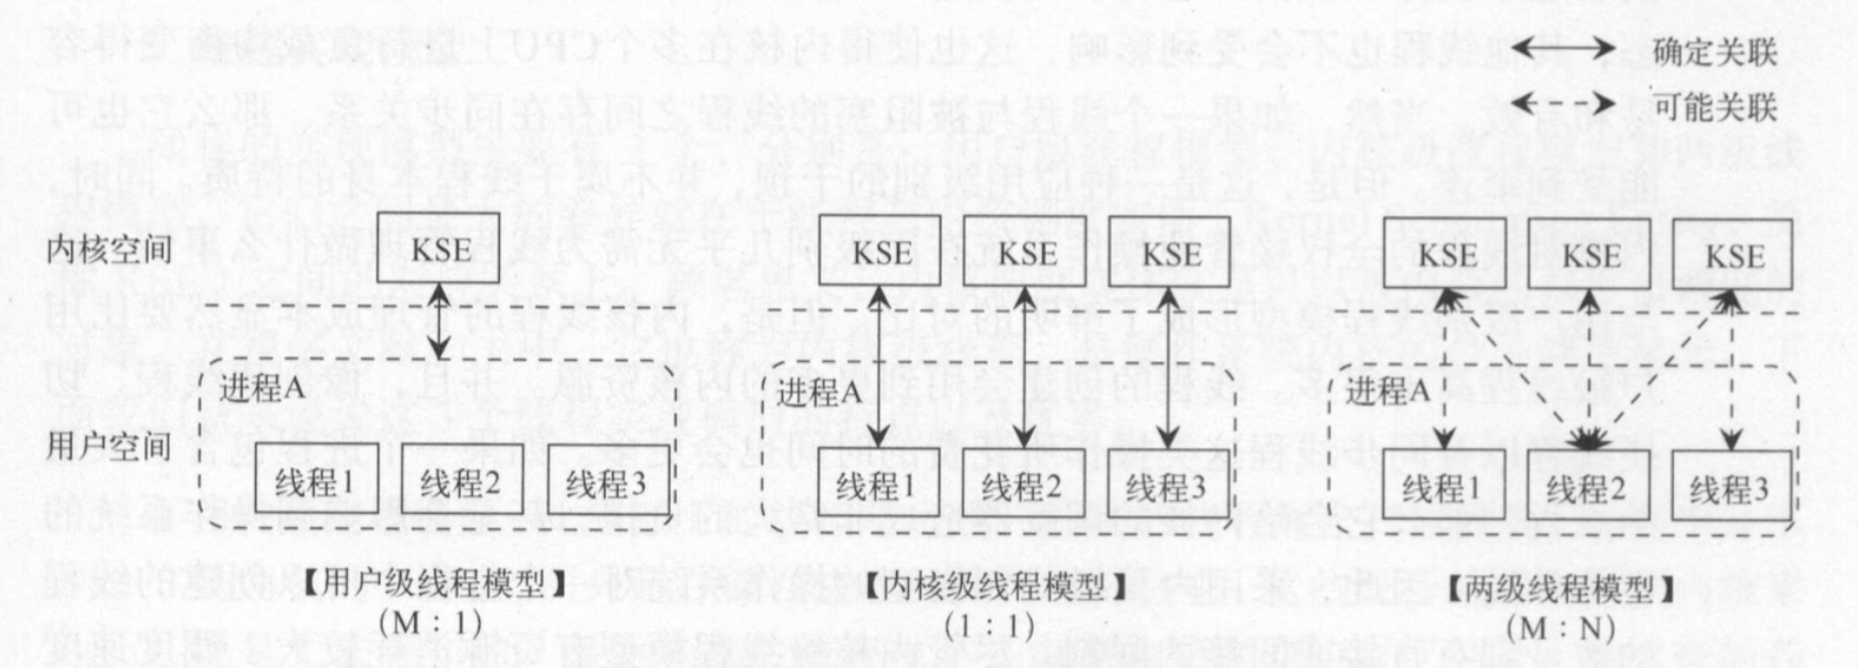 确定关联
可能关联
内核空间
KSE
KSE KSE KSE
KSE KSE KSE
进程A
进程A
进程A
用户空间
线程1 线程2 线程3
线程1 线程2 线程3
线程1 线程2 线程3
【用户级线程模型】
(M:1)
【内核级线程模型】
(1:1)
【两级线程模型】
(M:N)